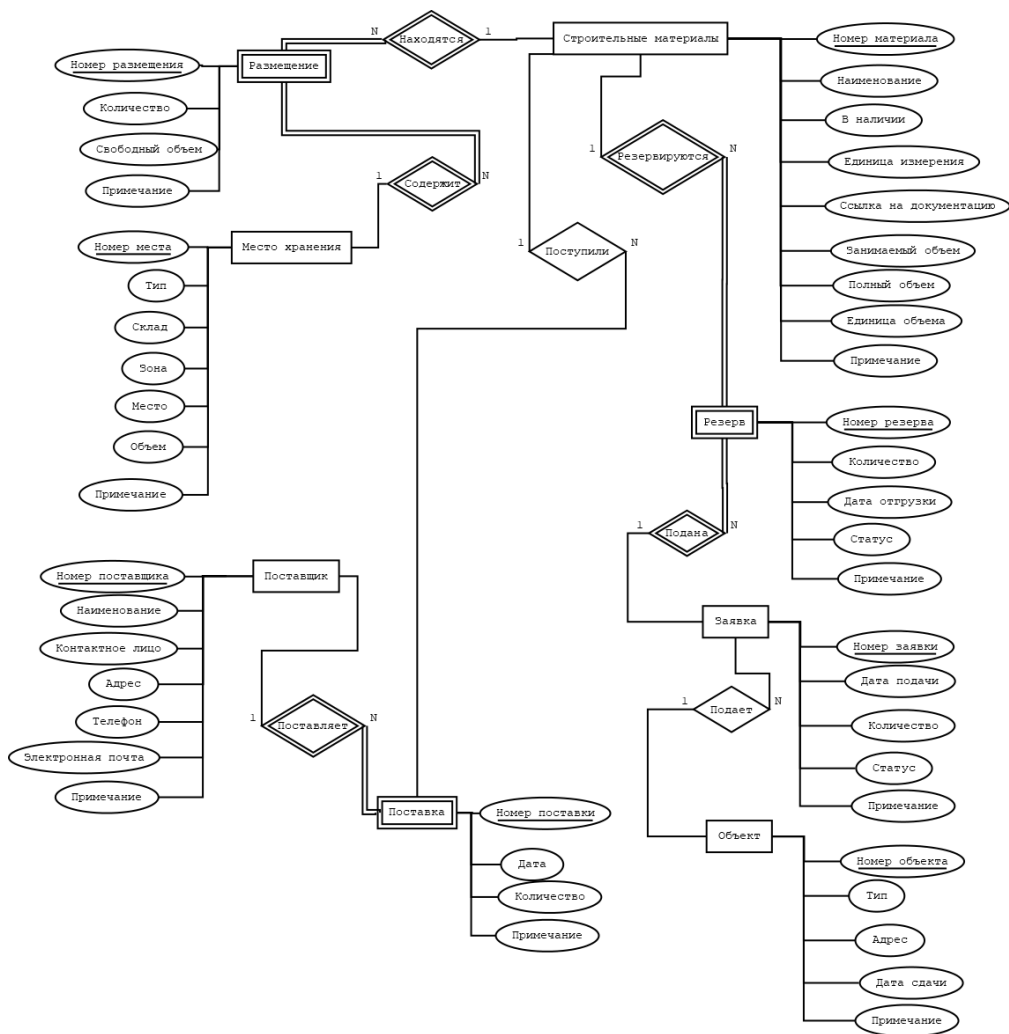 N
Находятся
1
Строительные материалы
Номер материала
Номер размещения
Размещение
Наименование
Количество
В наличии
Свободный объем
1
Резервируются
N
Единица измерения
Примечание
1
Содержит
N
Ссылка на документацию
Номер места
Место хранения
1
Поступили
N
Занимаемый объем
Тип
Полный объем
Склад
Единица объема
Зона
Примечание
Место
Объем
Примечание
Резерв
Номер резерва
Количество
Дата отгрузки
1
Подана
N
Статус
Примечание
Номер поставщика
Поставщик
Наименование
Контактное лицо
Адрес
Телефон
Электронная почта
Примечание
Заявка
Номер заявки
Дата подачи
1
Подает
N
Количество
Статус
Примечание
1
Поставляет
N
Поставка
Номер поставки
Дата
Количество
Примечание
Объект
Номер объекта
Тип
Адрес
Дата сдачи
Примечание